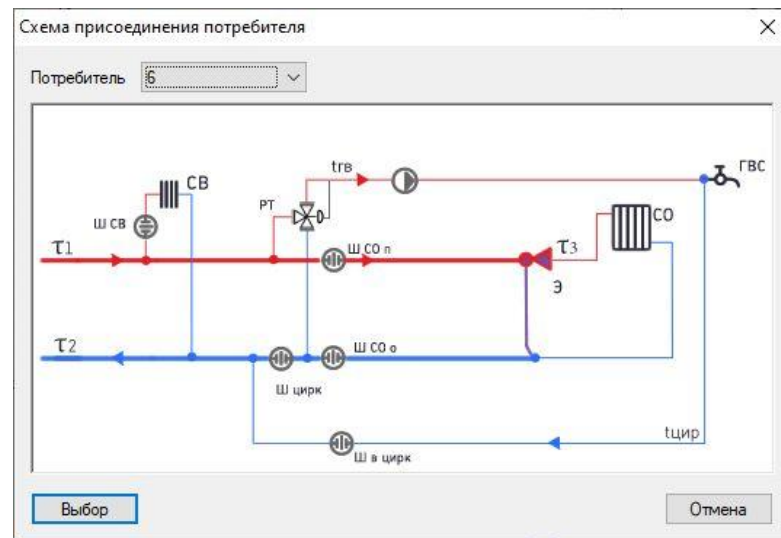 Схема присоединения потребителя
Потребитель 6
tгв
ГВС
СВ
РТ
СО
Ш СВ
τ1
Ш СО п
τ3
Э
τ2
Ш СО о
Ш цирк
tцир
Ш в цирк
Выбор
Отмена